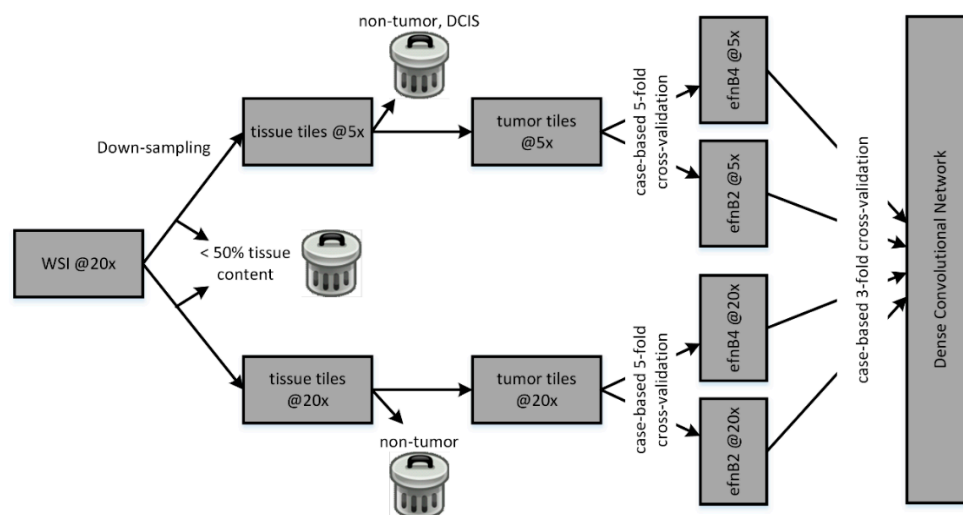 non-tumor, DCIS
Down-sampling
tissue tiles @5x
tumor tiles
@5x
case-based 5-fold
cross-validation
efnB4 @5x
efnB2 @5x
WSI @20x
< 50% tissue
content
case-based 3-fold cross-validation
Dense Convolutional Network
tissue tiles
@20x
tumor tiles
@20x
case-based 5-fold
cross-validation
efnB4 @20x
efnB2 @20x
non-tumor